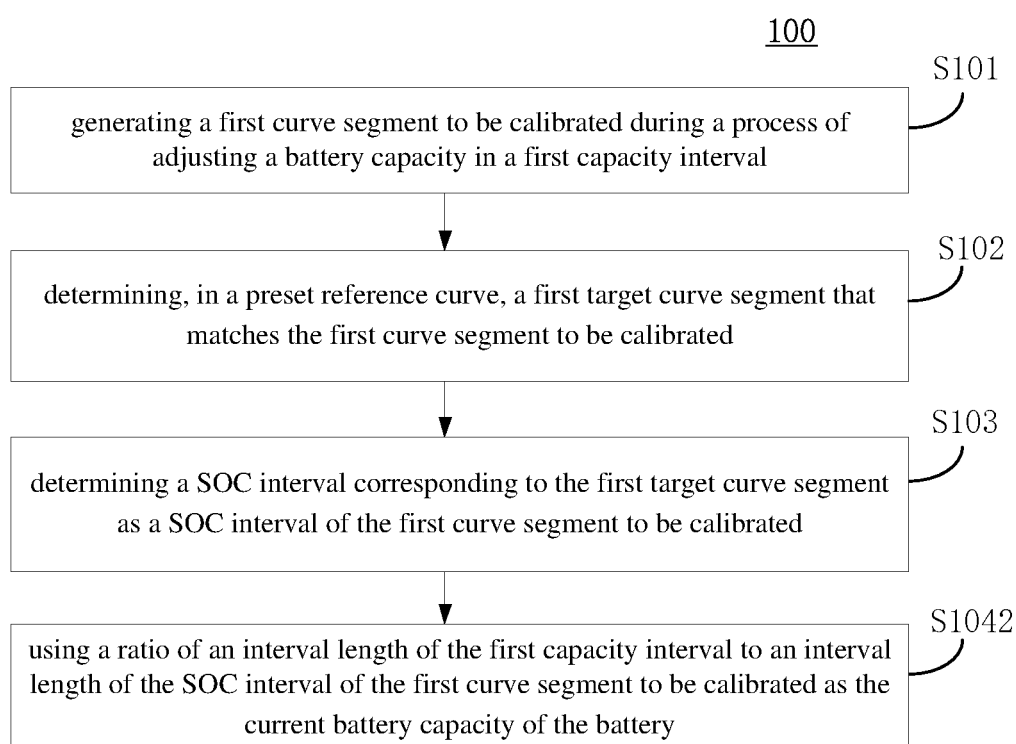 100
S101
generating a first curve segment to be calibrated during a process of
adjusting a battery capacity in a first capacity interval
S102
determining, in a preset reference curve, a first target curve segment that
matches the first curve segment to be calibrated
S103
determining a SOC interval corresponding to the first target curve segment
as a SOC interval of the first curve segment to be calibrated
S1042
using a ratio of an interval length of the first capacity interval to an interval
length of the SOC interval of the first curve segment to be calibrated as the
current battery capacity of the battery